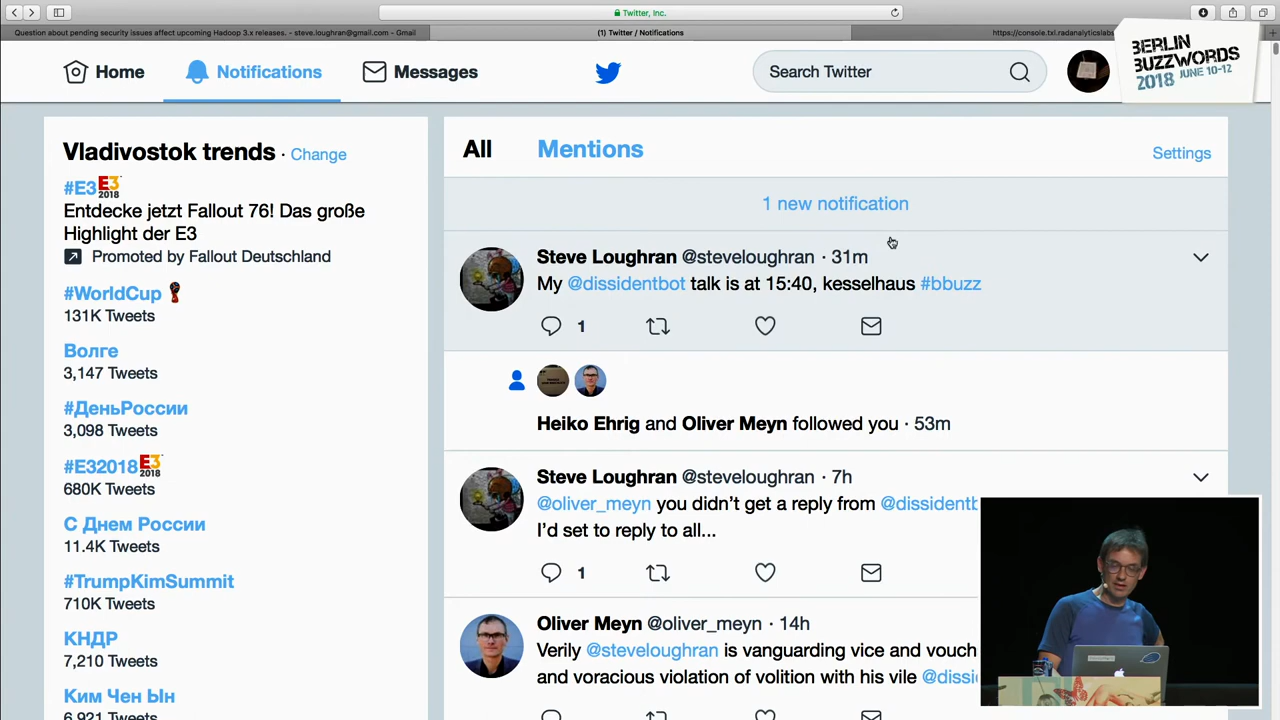 Twitter, Inc.
Question about pending security issues affect upcoming Hadoop 3.x releases. - steve.loughran@gmail.com - Gmail
(1) Twitter / Notifications
https://console.txl.radanalyticslabs
Home
Notifications
Messages
Search Twitter
BERLIN
BUZZWORDS
2018 JUNE 10-12
Vladivostok trends · Change
#E3
E3
2018
Entdecke jetzt Fallout 76! Das große
Highlight der E3
Promoted by Fallout Deutschland
#WorldCup
131K Tweets
Волге
3,147 Tweets
#ДеньРоссии
3,098 Tweets
#E32018
E3
2018
680K Tweets
С Днем России
11.4K Tweets
#TrumpKimSummit
710K Tweets
КНДР
7,210 Tweets
Ким Чен Ын
6,921 Tweets
All
Mentions
Settings
1 new notification
Steve Loughran @steveloughran · 31m
My @dissidentbot talk is at 15:40, kesselhaus #bbuzz
1
Heiko Ehrig and Oliver Meyn followed you · 53m
Steve Loughran @steveloughran · 7h
@oliver_meyn you didn’t get a reply from @dissidentb
I’d set to reply to all...
1
Oliver Meyn @oliver_meyn · 14h
Verily @steveloughran is vanguarding vice and vouch
and voracious violation of volition with his vile @dissi